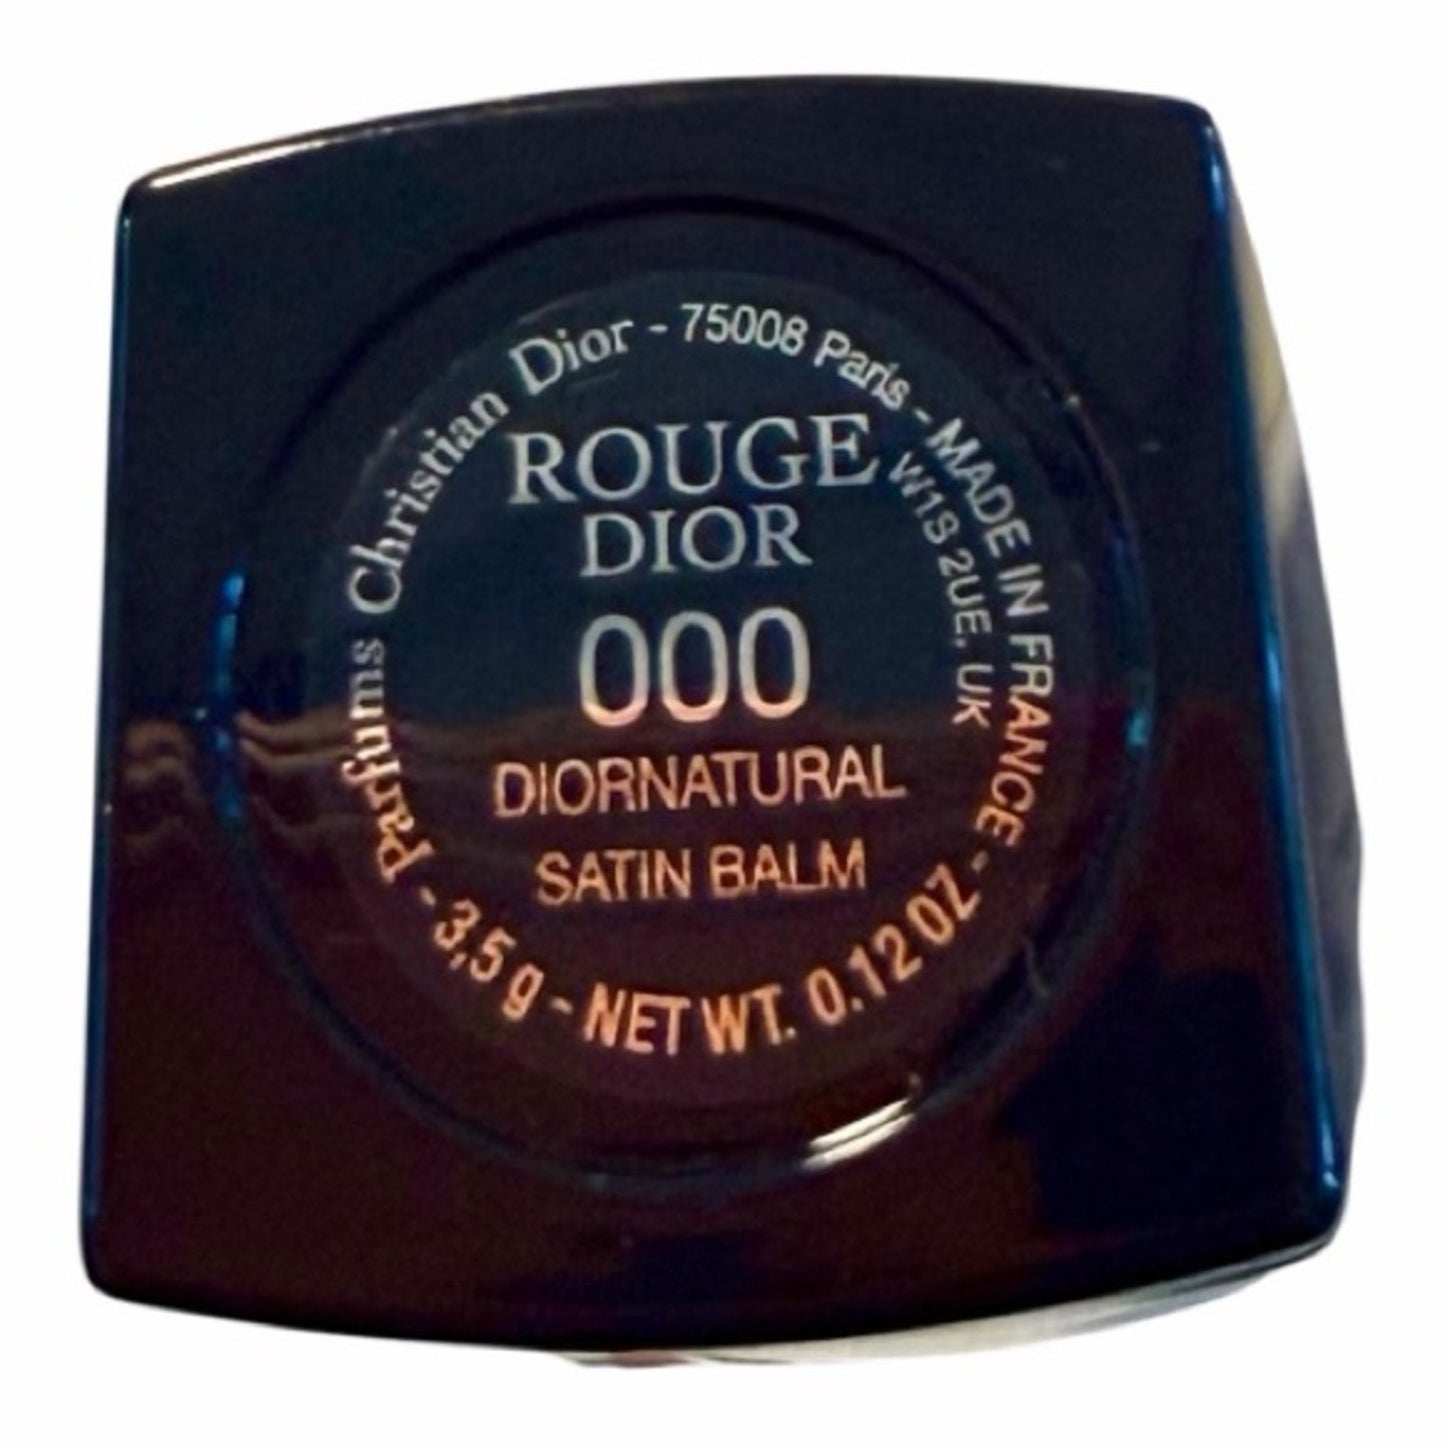 Parfums Christian Dior - 75008 Paris - MADE IN FRANCE - 3,5 g - NET WT. 0.12 OZ -
W1S 2UE, UK
ROUGE
DIOR
000
DIORNATURAL
SATIN BALM